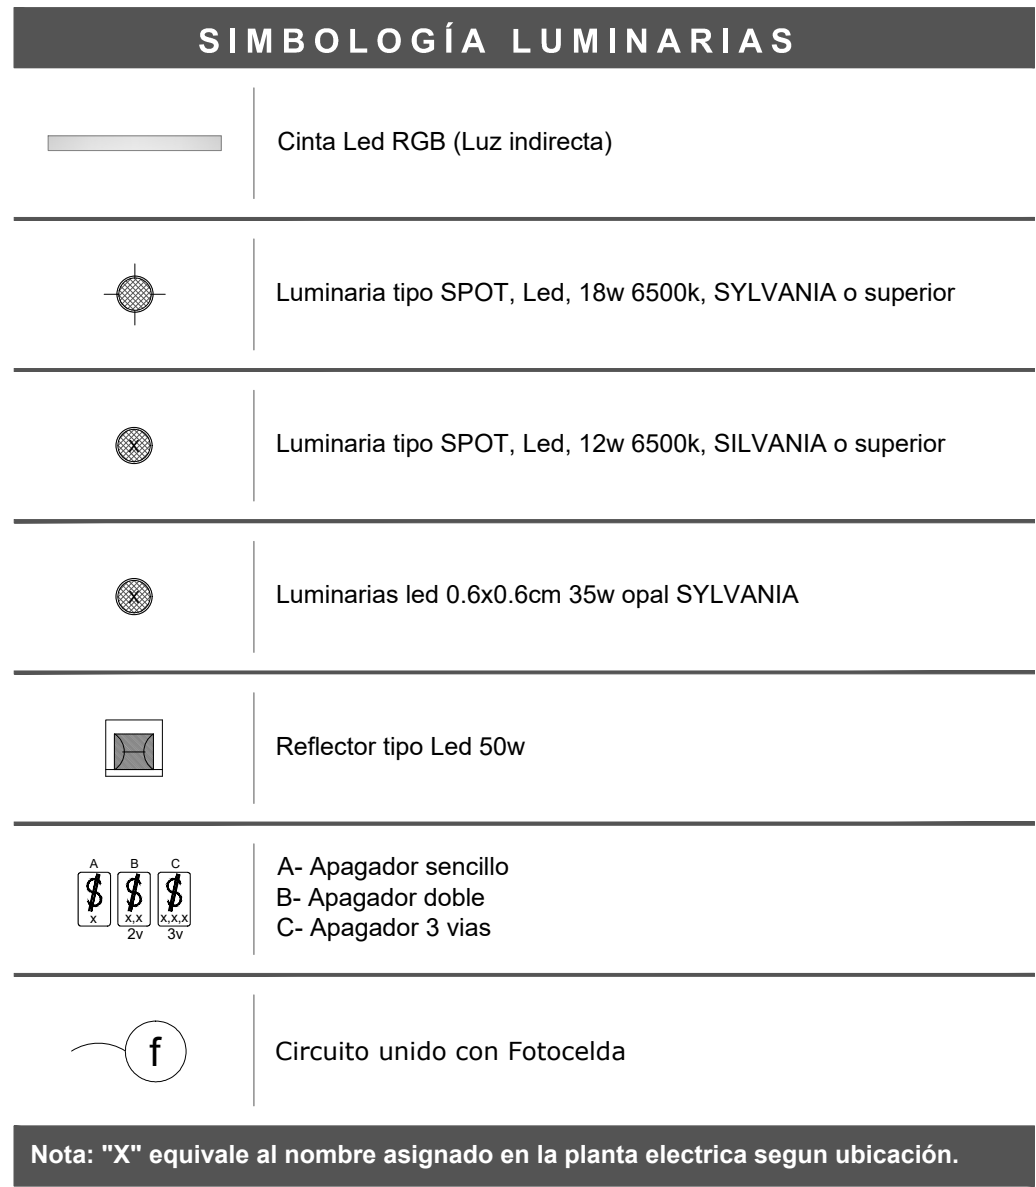 SIMBOLOGÍA LUMINARIAS
Cinta Led RGB (Luz indirecta)
Luminaria tipo SPOT, Led, 18w 6500k, SYLVANIA o superior
X
Luminaria tipo SPOT, Led, 12w 6500k, SILVANIA o superior
X
Luminarias led 0.6x0.6cm 35w opal SYLVANIA
Reflector tipo Led 50w
A B C
$ $ $
x x,x x,x,x
2v 3v
A- Apagador sencillo
B- Apagador doble
C- Apagador 3 vias
f
Circuito unido con Fotocelda
Nota: "X" equivale al nombre asignado en la planta electrica segun ubicación.